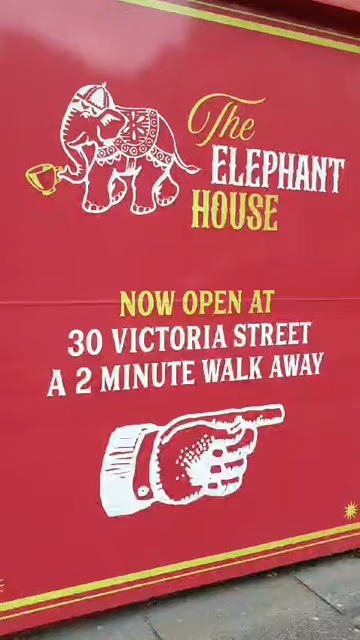 The
ELEPHANT
HOUSE
NOW OPEN AT
30 VICTORIA STREET
A 2 MINUTE WALK AWAY